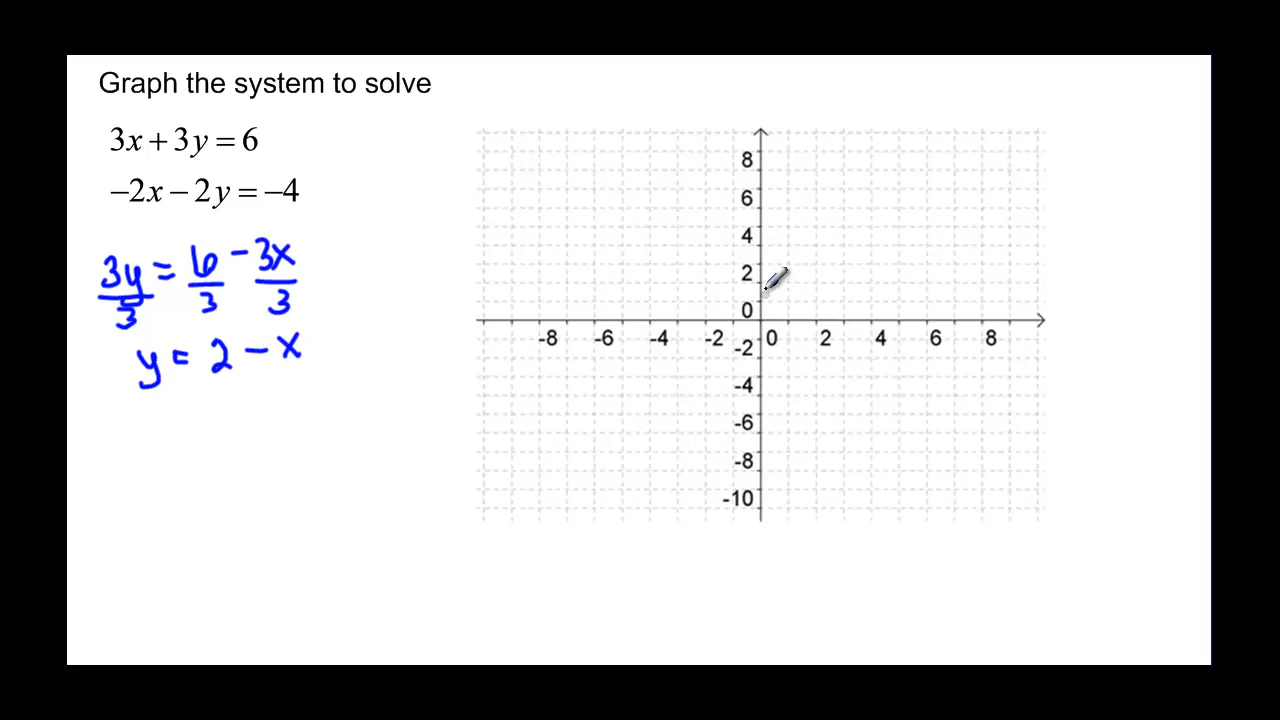 Graph the system to solve
3x + 3y = 6
−2x − 2y = −4
3y/3 = 6/3 − 3x/3
y = 2 − x
8
6
4
2
0
-8 -6 -4 -2 0 2 4 6 8
-2
-4
-6
-8
-10